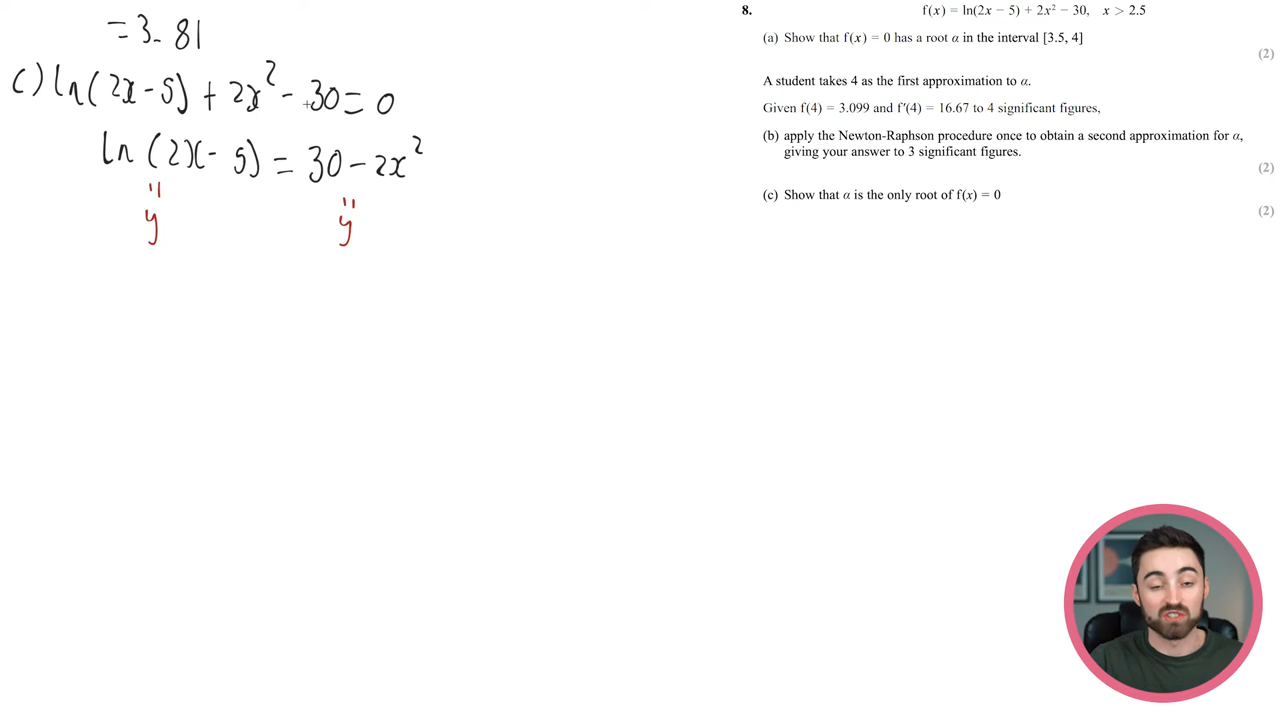 = 3.81
c) ln(2x - 5) + 2x² - 30 = 0
ln(2x - 5) = 30 - 2x²
" "
y y
8. f(x) = ln(2x − 5) + 2x² − 30, x > 2.5
(a) Show that f(x) = 0 has a root α in the interval [3.5, 4]
(2)
A student takes 4 as the first approximation to α.
Given f(4) = 3.099 and f′(4) = 16.67 to 4 significant figures,
(b) apply the Newton-Raphson procedure once to obtain a second approximation for α,
giving your answer to 3 significant figures.
(2)
(c) Show that α is the only root of f(x) = 0
(2)